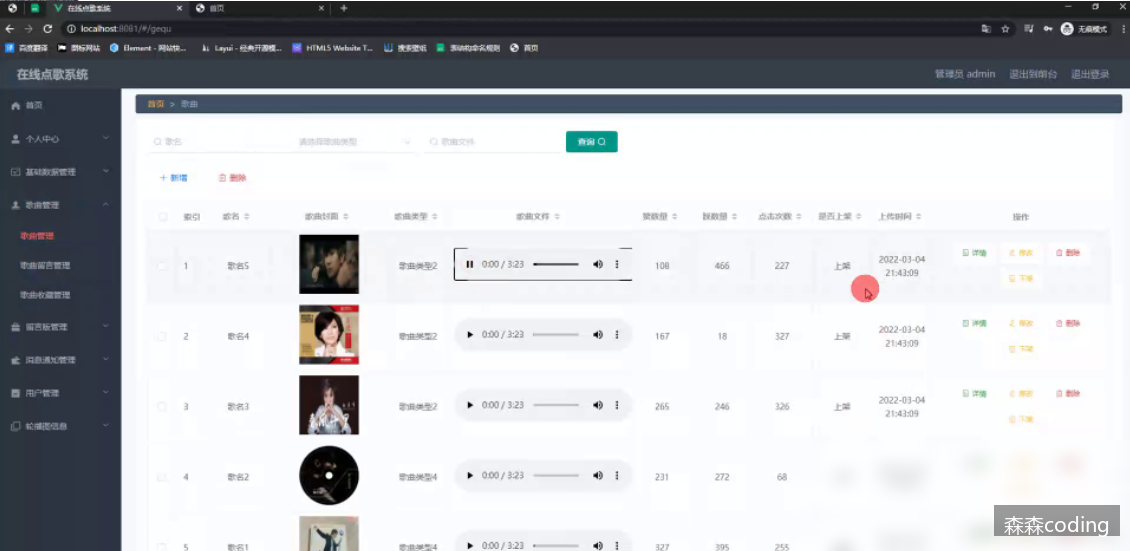 在线点歌系统 首页
localhost:8081/#/gequ 无痕模式
百度翻译 图标网站 Element - 网站快... Layui - 经典开源模... HTML5 Website T... 搜索壁纸 首页
在线点歌系统 管理员 admin 退出到前台 退出登录
首页
个人中心
基础数据管理
歌曲管理
歌曲管理
歌曲留言管理
歌曲收藏管理
留言版管理
消息通知管理
用户管理
轮播图信息
首页 > 歌曲
歌名 请选择歌曲类型 歌曲文件 查询
+ 新增 删除
索引 歌名 歌曲封面 歌曲类型 歌曲文件 赞数量 踩数量 点击次数 是否上架 上传时间 操作
1 歌名5 歌曲类型2 0:00 / 3:23 108 466 227 上架 2022-03-04 21:43:09 详情 修改 删除 下架
2 歌名4 歌曲类型2 0:00 / 3:23 167 18 327 上架 2022-03-04 21:43:09 详情 修改 删除 下架
3 歌名3 歌曲类型2 0:00 / 3:23 265 246 326 上架 2022-03-04 21:43:09 详情 修改 删除 下架
4 歌名2 歌曲类型4 0:00 / 3:23 231 272 68
5 歌名1 歌曲类型4 0:00 / 3:23 327 395 255
森森coding